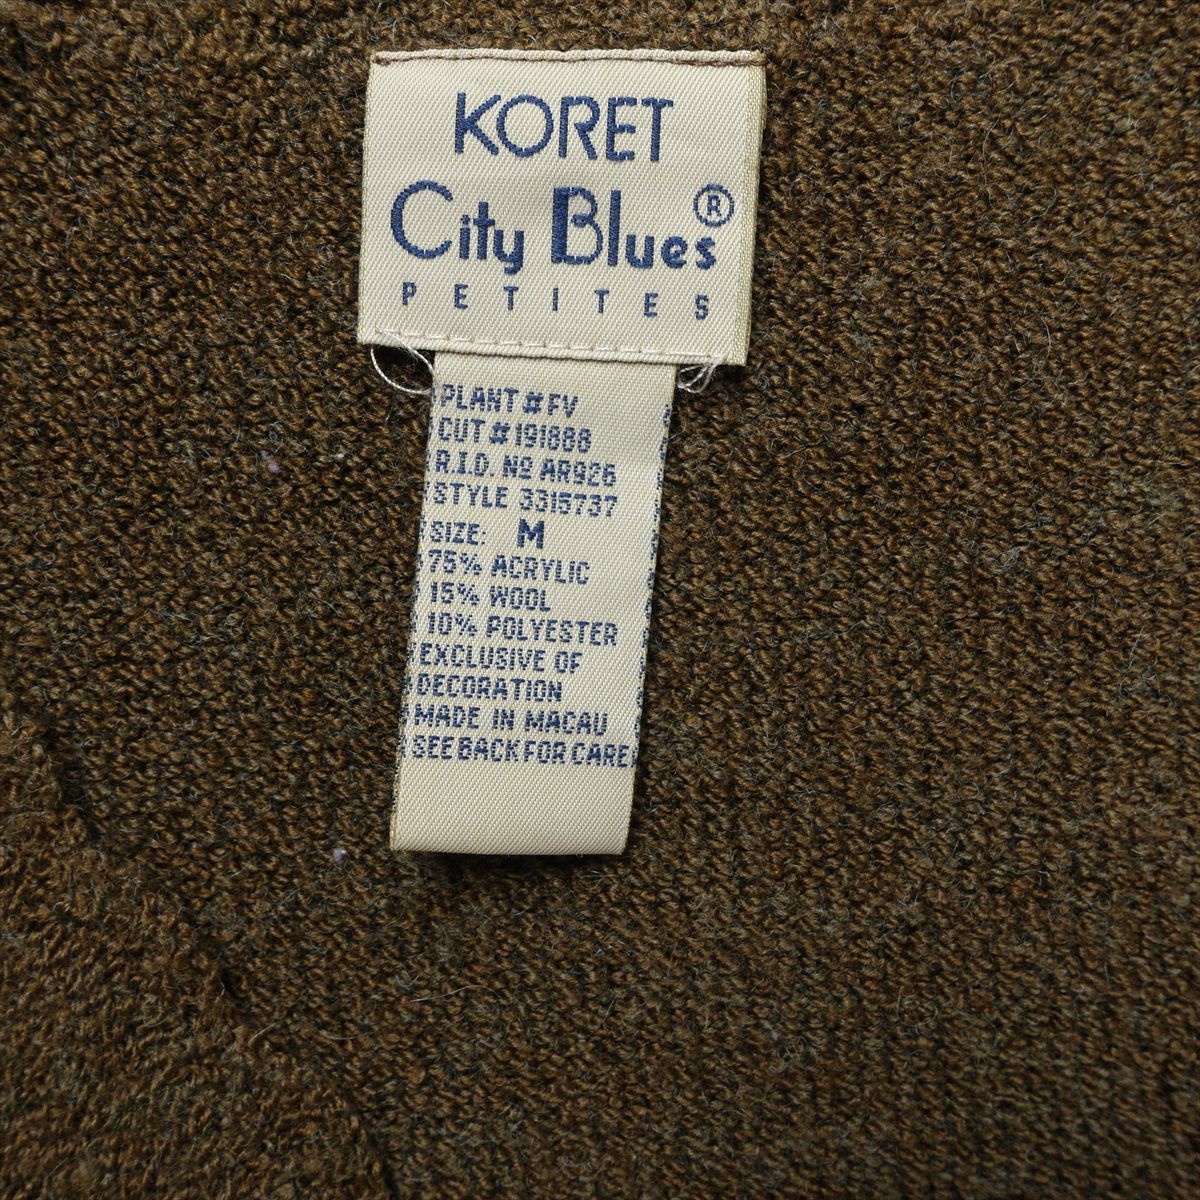 KORET
City Blues®
PETITES
PLANT # FV
CUT # 191888
R.I.D. Nº AR926
STYLE 3315737
SIZE: M
75% ACRYLIC
15% WOOL
10% POLYESTER
EXCLUSIVE OF
DECORATION
MADE IN MACAU
SEE BACK FOR CARE